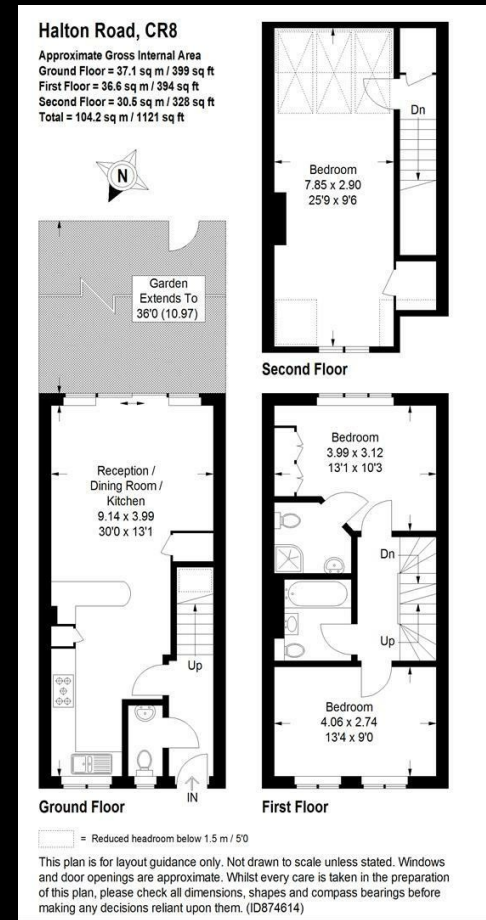 Halton Road, CR8
Approximate Gross Internal Area
Ground Floor = 37.1 sq m / 399 sq ft
First Floor = 36.6 sq m / 394 sq ft
Second Floor = 30.5 sq m / 328 sq ft
Total = 104.2 sq m / 1121 sq ft
N
Garden
Extends To
36'0 (10.97)
Reception /
Dining Room /
Kitchen
9.14 x 3.99
30'0 x 13'1
Up
IN
Ground Floor
Dn
Bedroom
7.85 x 2.90
25'9 x 9'6
Second Floor
Bedroom
3.99 x 3.12
13'1 x 10'3
Dn
Up
Bedroom
4.06 x 2.74
13'4 x 9'0
First Floor
= Reduced headroom below 1.5 m / 5'0
This plan is for layout guidance only. Not drawn to scale unless stated. Windows
and door openings are approximate. Whilst every care is taken in the preparation
of this plan, please check all dimensions, shapes and compass bearings before
making any decisions reliant upon them. (ID874614)